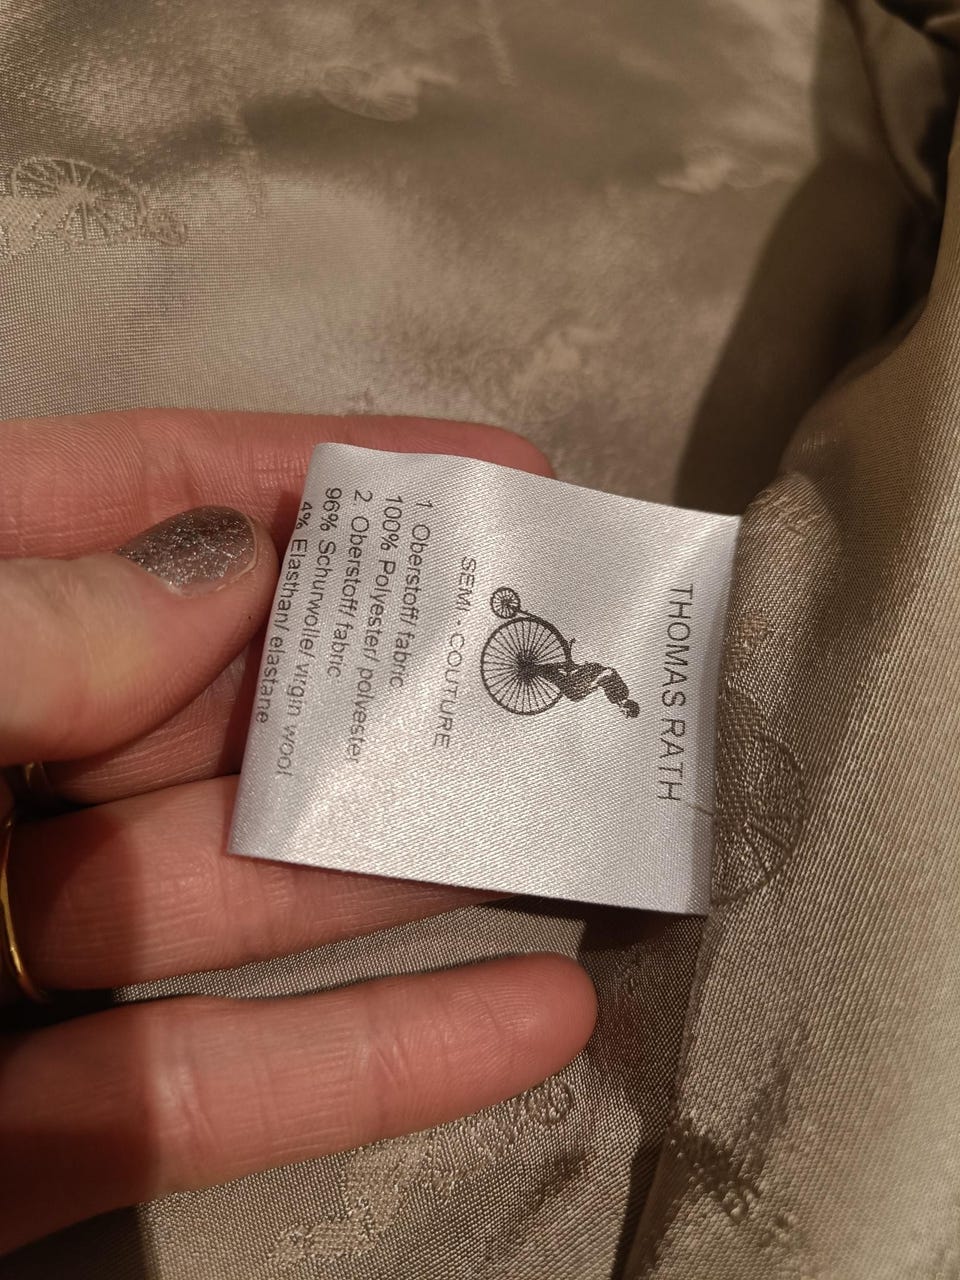 THOMAS RATH
SEMI - COUTURE
1. Oberstoff/ fabric
100% Polyester/ polyester
2. Oberstoff/ fabric
96% Schurwolle/ virgin wool
4% Elasthan/ elastane